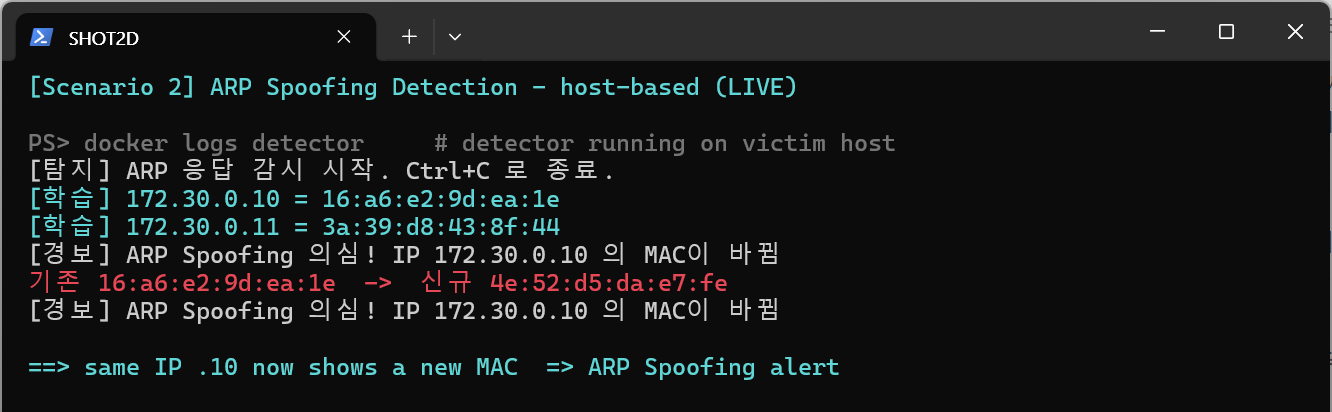 SHOT2D
[Scenario 2] ARP Spoofing Detection - host-based (LIVE)
PS> docker logs detector     # detector running on victim host
[탐지] ARP 응답 감시 시작. Ctrl+C 로 종료.
[학습] 172.30.0.10 = 16:a6:e2:9d:ea:1e
[학습] 172.30.0.11 = 3a:39:d8:43:8f:44
[경보] ARP Spoofing 의심! IP 172.30.0.10 의 MAC이 바뀜
기존 16:a6:e2:9d:ea:1e  ->  신규 4e:52:d5:da:e7:fe
[경보] ARP Spoofing 의심! IP 172.30.0.10 의 MAC이 바뀜
==> same IP .10 now shows a new MAC  => ARP Spoofing alert